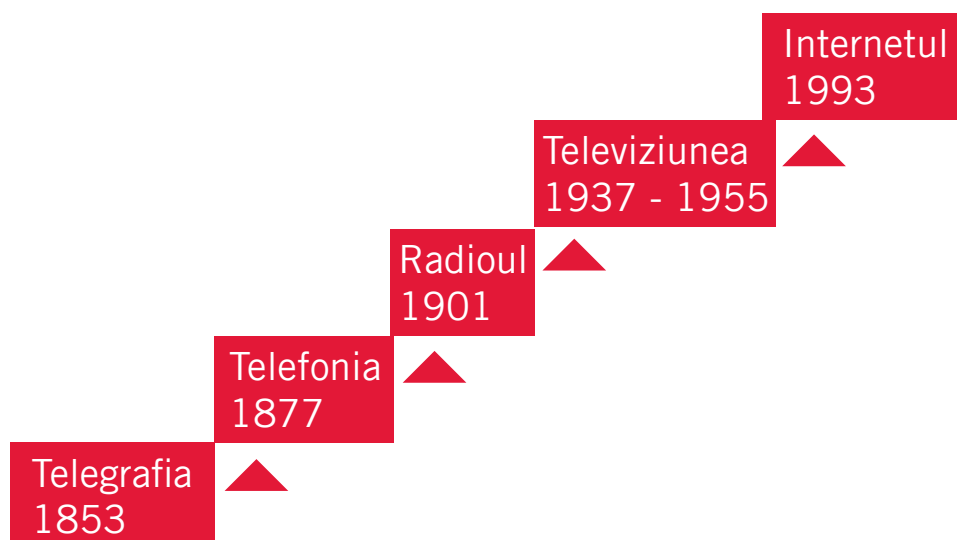 Internetul
1993
Televiziunea
1937 - 1955
Radioul
1901
Telefonia
1877
Telegrafia
1853